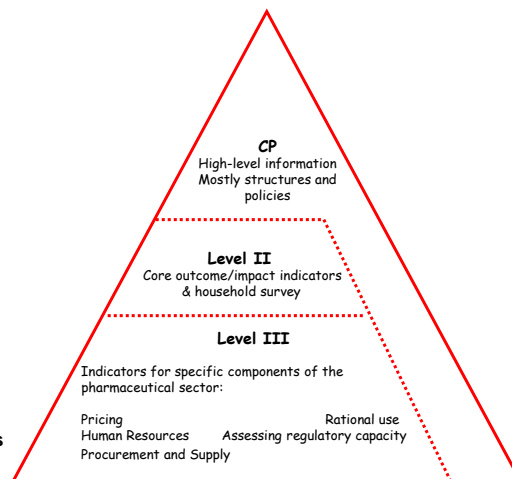 CP
High-level information
Mostly structures and
policies
Level II
Core outcome/impact indicators
& household survey
Level III
Indicators for specific components of the
pharmaceutical sector:
Pricing Rational use
Human Resources Assessing regulatory capacity
s
Procurement and Supply